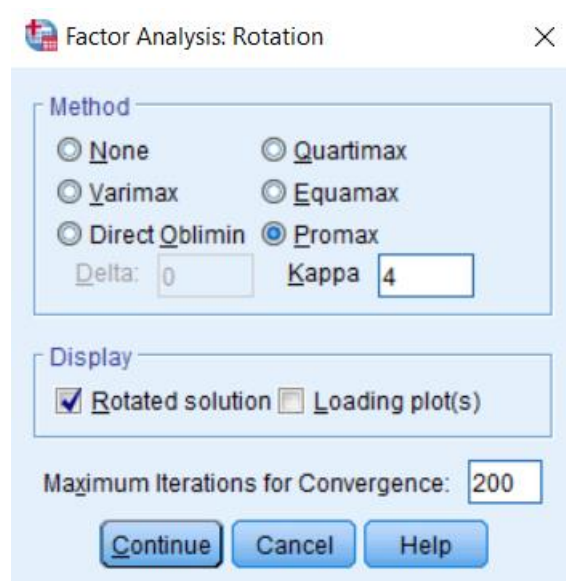 Factor Analysis: Rotation
Method
None Quartimax
Varimax Equamax
Direct Oblimin Promax
Delta: 0 Kappa 4
Display
Rotated solution Loading plot(s)
Maximum Iterations for Convergence: 200
Continue Cancel Help